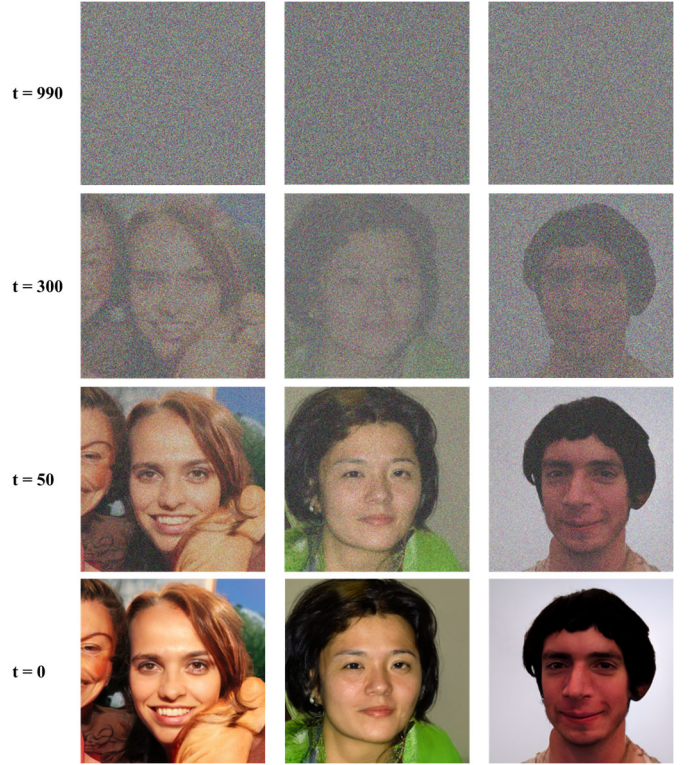 t = 990
t = 300
t = 50
t = 0